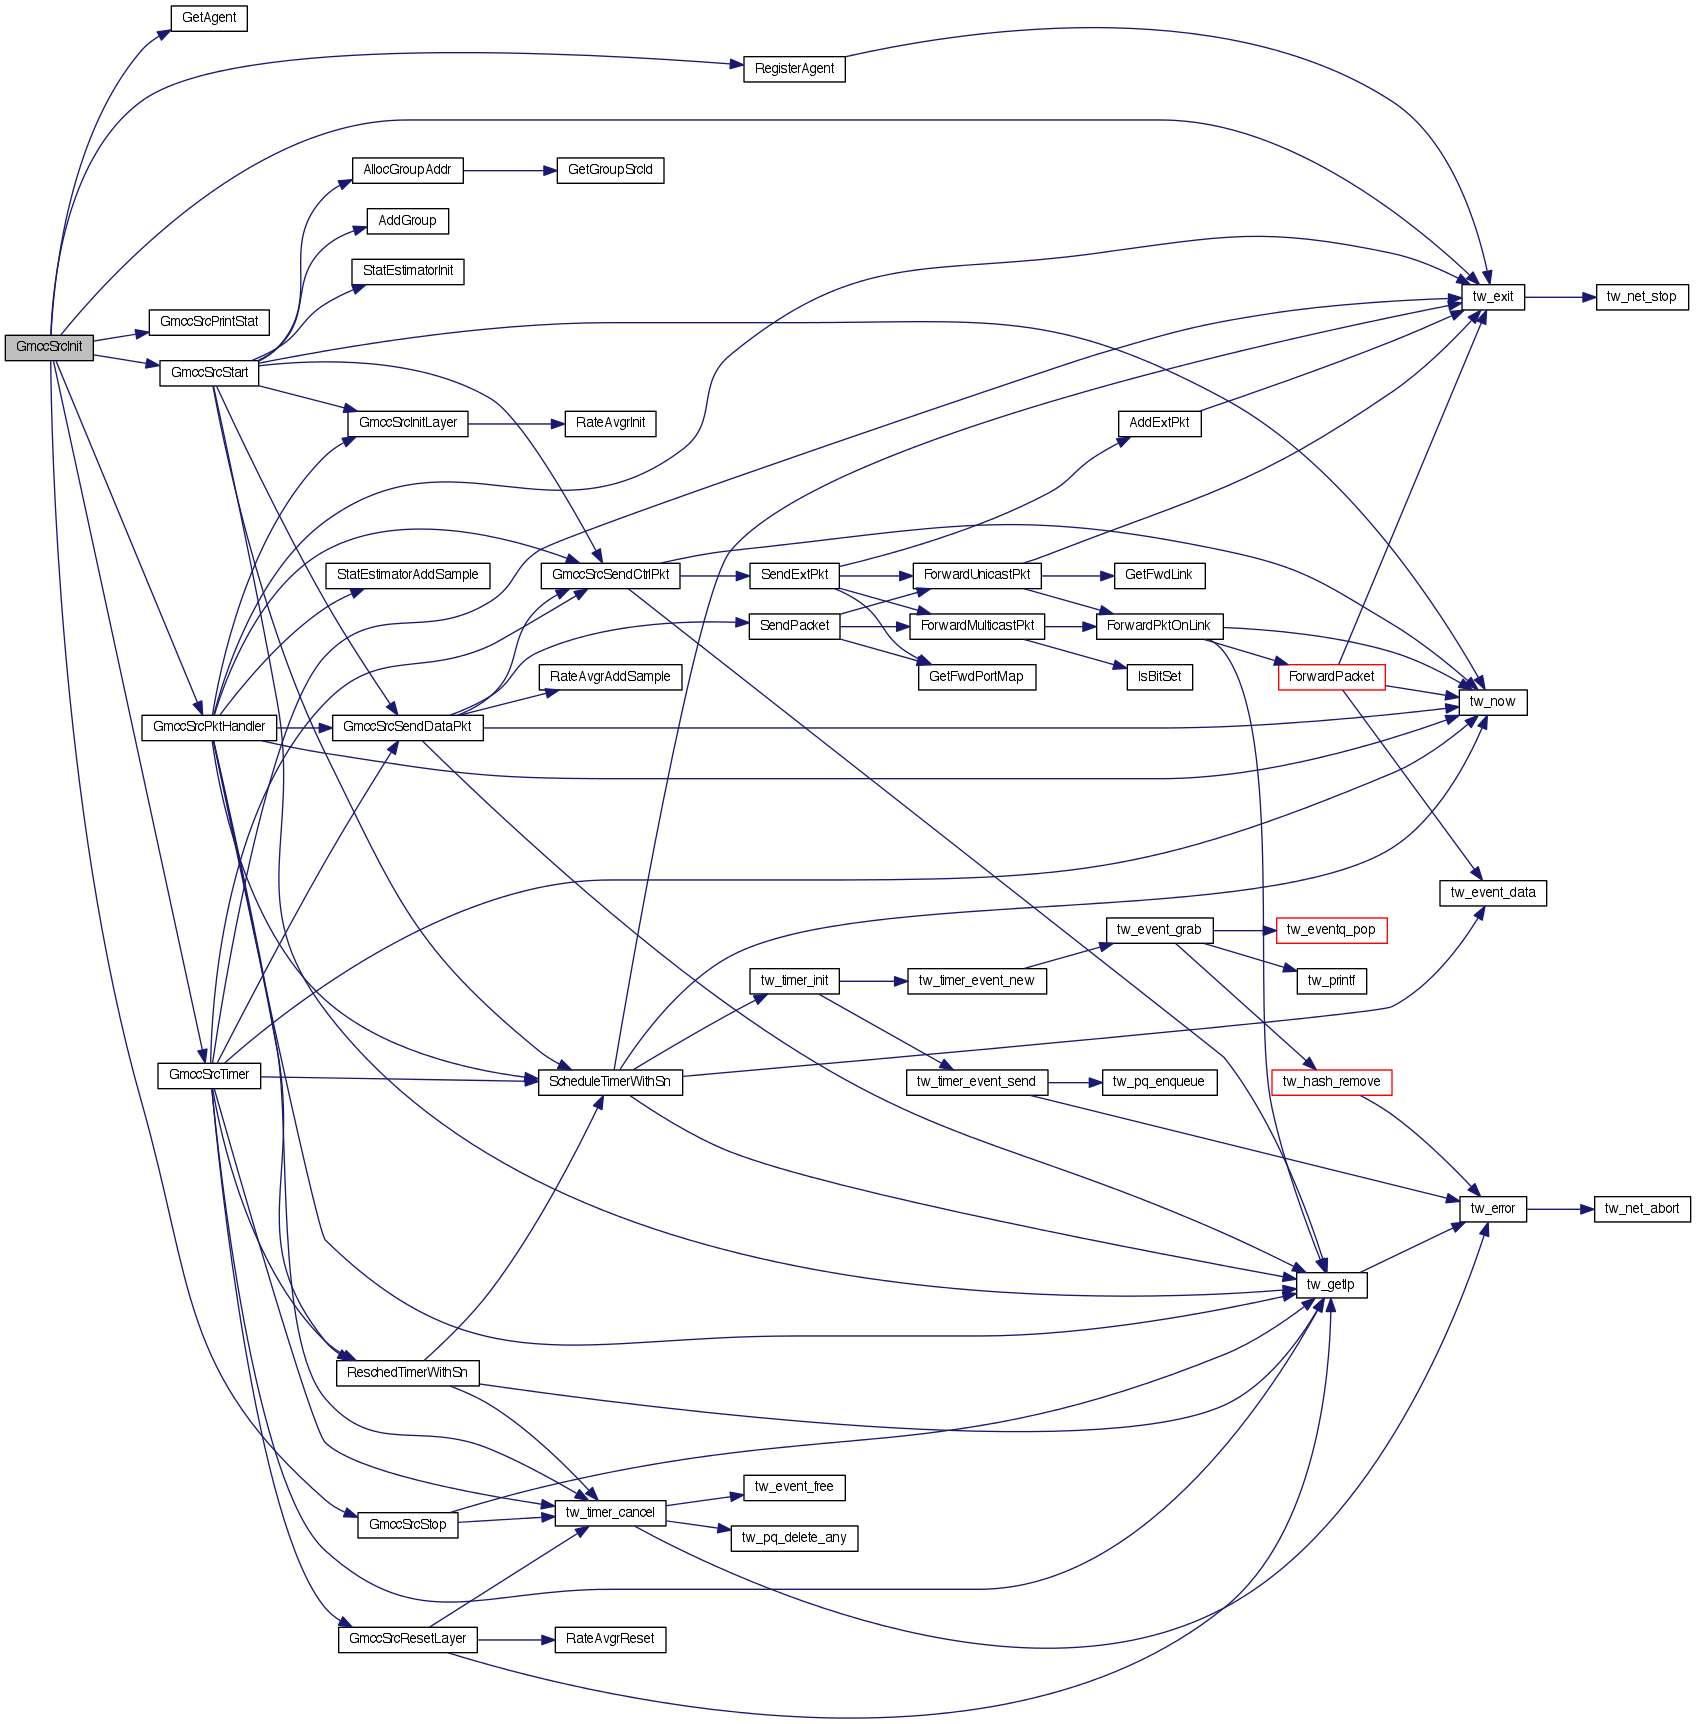 GetAgent
RegisterAgent
AllocGroupAddr
GetGroupSrcId
AddGroup
StatEstimatorInit
tw_exit
tw_net_stop
GmccSrcPrintStat
GmccSrcInit
GmccSrcStart
GmccSrcInitLayer
RateAvgrInit
AddExtPkt
StatEstimatorAddSample
GmccSrcSendCtrlPkt
SendExtPkt
ForwardUnicastPkt
GetFwdLink
SendPacket
ForwardMulticastPkt
ForwardPktOnLink
RateAvgrAddSample
GetFwdPortMap
IsBitSet
ForwardPacket
tw_now
GmccSrcPktHandler
GmccSrcSendDataPkt
tw_event_data
tw_event_grab
tw_eventq_pop
tw_timer_init
tw_timer_event_new
tw_printf
GmccSrcTimer
ScheduleTimerWithSn
tw_timer_event_send
tw_pq_enqueue
tw_hash_remove
tw_error
tw_net_abort
tw_getlp
ReschedTimerWithSn
tw_event_free
GmccSrcStop
tw_timer_cancel
tw_pq_delete_any
GmccSrcResetLayer
RateAvgrReset